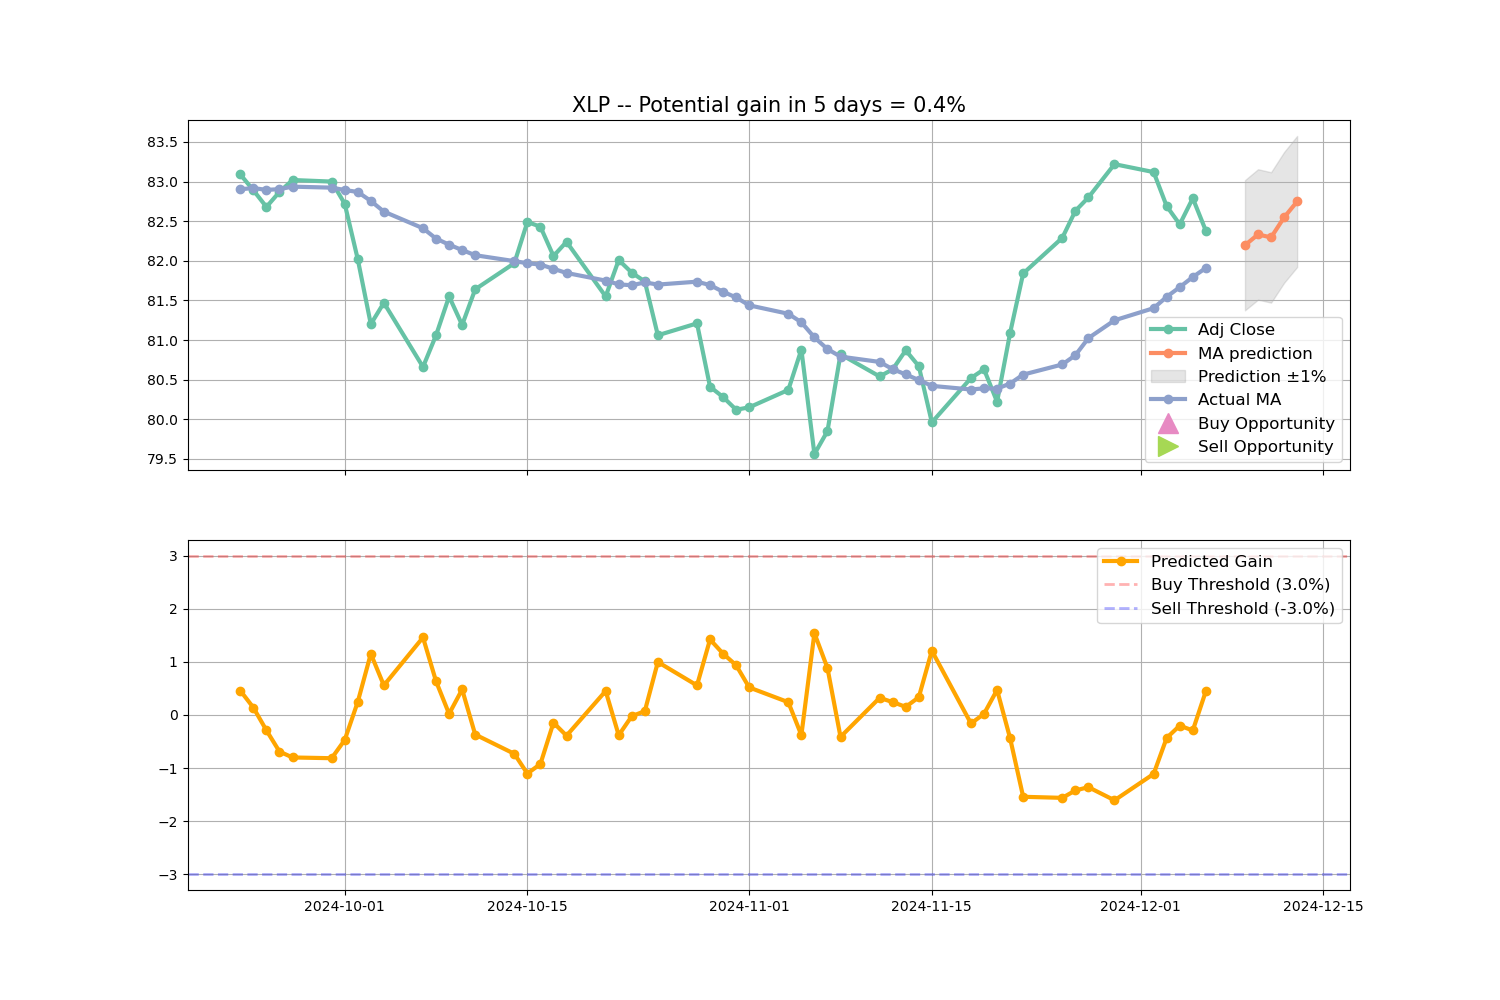 XLP -- Potential gain in 5 days = 0.4%
83.5
83.0
82.5
82.0
81.5
81.0
80.5
80.0
79.5
Adj Close
MA prediction
Prediction ±1%
Actual MA
Buy Opportunity
Sell Opportunity
3
2
1
0
−1
−2
−3
Predicted Gain
Buy Threshold (3.0%)
Sell Threshold (-3.0%)
2024-10-01 2024-10-15 2024-11-01 2024-11-15 2024-12-01 2024-12-15